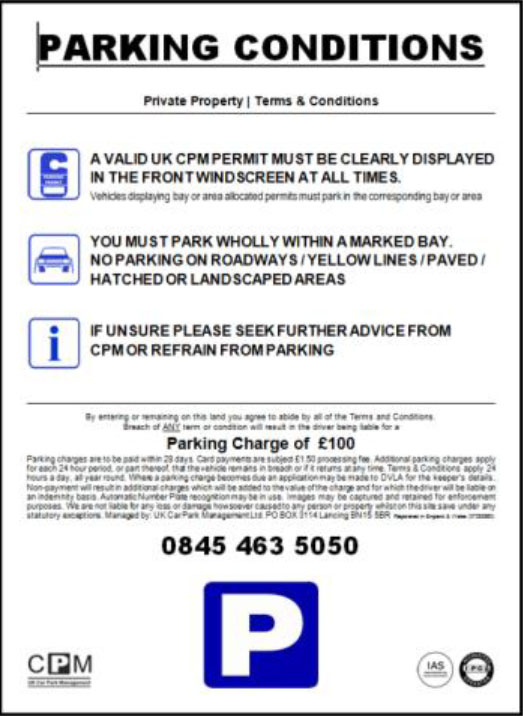 PARKING CONDITIONS
Private Property | Terms & Conditions
A VALID UK CPM PERMIT MUST BE CLEARLY DISPLAYED
IN THE FRONT WINDSCREEN AT ALL TIMES.
Vehicles displaying bay or area allocated permits must park in the corresponding bay or area
YOU MUST PARK WHOLLY WITHIN A MARKED BAY.
NO PARKING ON ROADWAYS / YELLOW LINES / PAVED /
HATCHED OR LANDSCAPED AREAS
i
IF UNSURE PLEASE SEEK FURTHER ADVICE FROM
CPM OR REFRAIN FROM PARKING
By entering or remaining on this land you agree to abide by all of the Terms and Conditions.
Breach of ANY term or condition will result in the driver being liable for a
Parking Charge of £100
Parking charges are to be paid within 28 days. Card payments are subject £1.50 processing fee. Additional parking charges apply
for each 24 hour period, or part thereof, that the vehicle remains in breach or if it returns at any time. Terms & Conditions apply 24
hours a day, all year round. Where a parking charge becomes due an application may be made to DVLA for the keeper's details.
Non-payment will result in additional charges which will be added to the value of the charge and for which the driver will be liable on
an indemnity basis. Automatic Number Plate recognition may be in use. Images may be captured and retained for enforcement
purposes. We are not liable for any loss or damage howsoever caused to any person or property whilst on this site save under any
statutory exceptions. Managed by: UK Car Park Management Ltd. PO BOX 3114 Lancing BN15 5BR Registered in England & Wales
0845 463 5050
P
CPM
UK Car Park Management
IAS